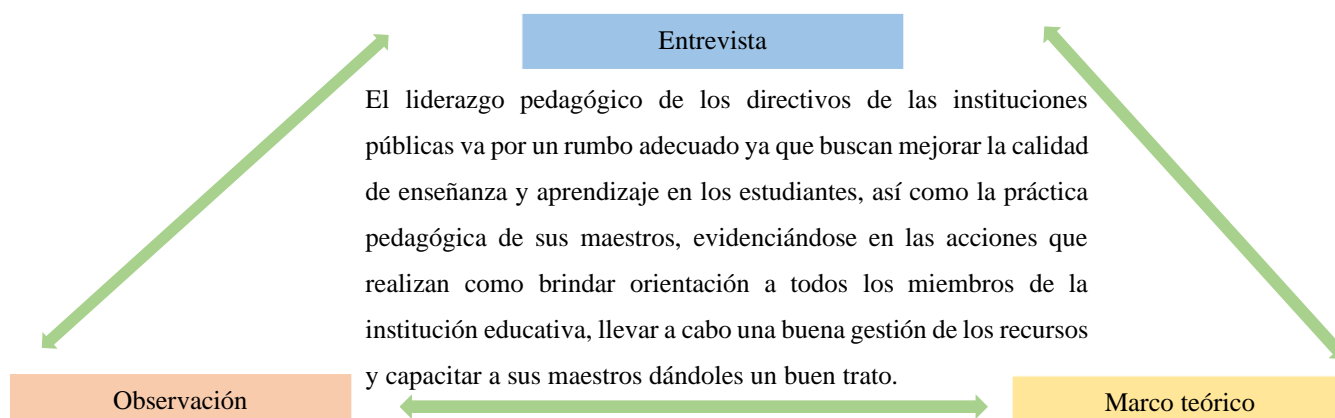 Entrevista
El liderazgo pedagógico de los directivos de las instituciones
públicas va por un rumbo adecuado ya que buscan mejorar la calidad
de enseñanza y aprendizaje en los estudiantes, así como la práctica
pedagógica de sus maestros, evidenciándose en las acciones que
realizan como brindar orientación a todos los miembros de la
institución educativa, llevar a cabo una buena gestión de los recursos
y capacitar a sus maestros dándoles un buen trato.
Observación
Marco teórico